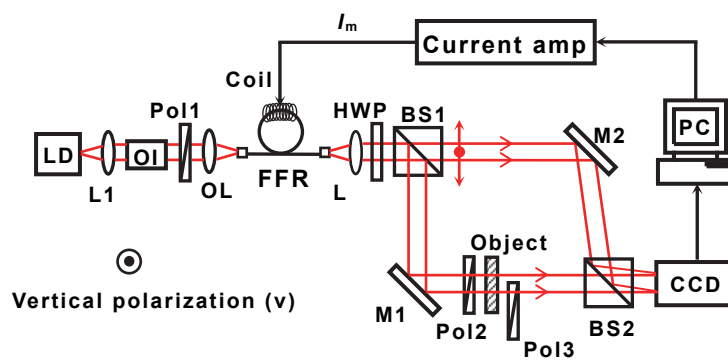 I_m
Current amp
Coil
Pol1
HWP
BS1
M2
PC
LD
OI
L1
OL
FFR
L
Object
CCD
M1
Pol2
BS2
Pol3
Vertical polarization (v)